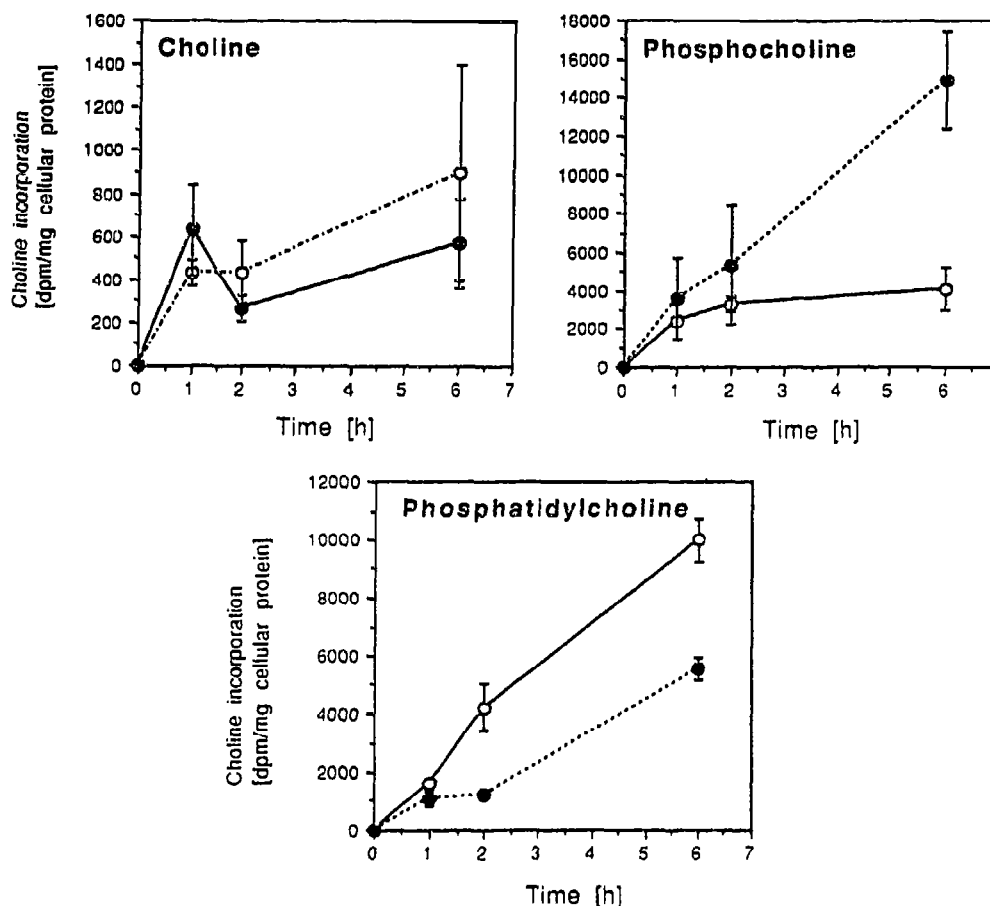 Choline
Choline incorporation
[dpm/mg cellular protein]
1600
1400
1200
1000
800
600
400
200
0
0 1 2 3 4 5 6 7
Time [h]
Phosphocholine
18000
16000
14000
12000
10000
8000
6000
4000
2000
0
0 1 2 3 4 5 6
Time [h]
Phosphatidylcholine
Choline incorporation
[dpm/mg cellular protein]
12000
10000
8000
6000
4000
2000
0
0 1 2 3 4 5 6 7
Time [h]